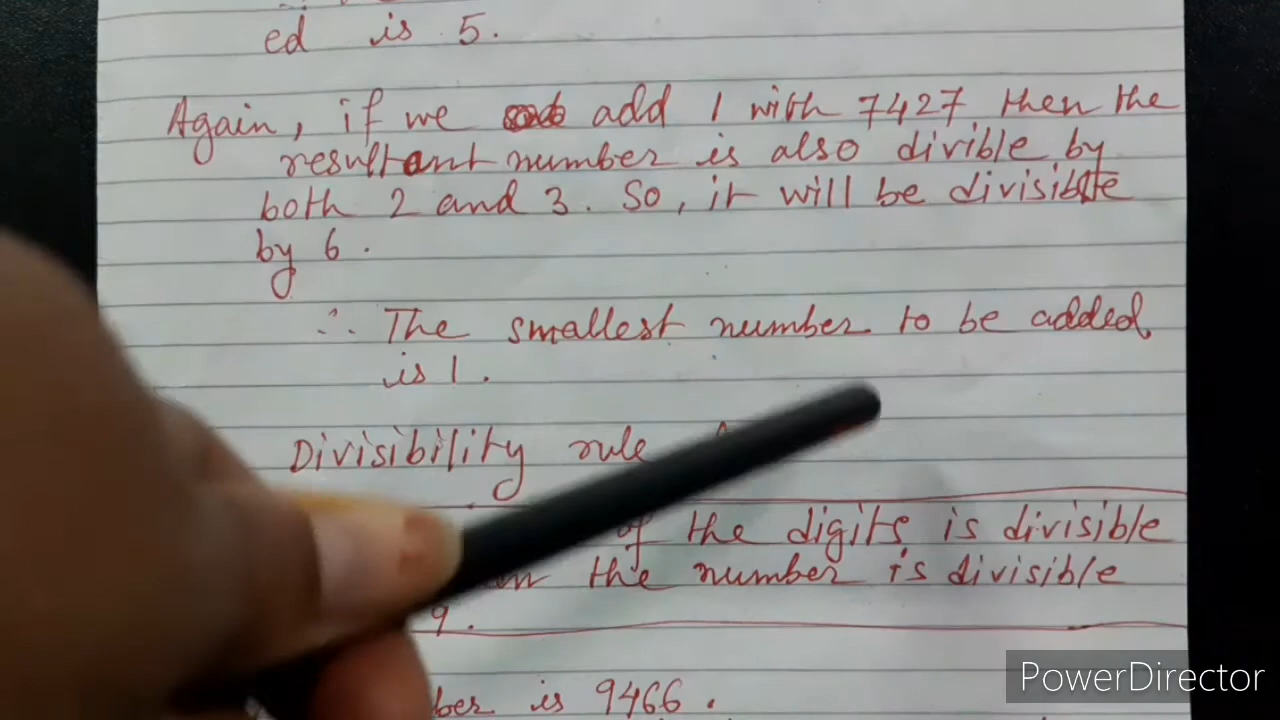 ed is 5.
Again, if we add 1 with 7427, then the
resultant number is also divible by
both 2 and 3. So, it will be divisible
by 6.
∴ The smallest number to be added
is 1.
Divisibility rule
of the digits is divisible
the number is divisible
9.
is 9466.
PowerDirector